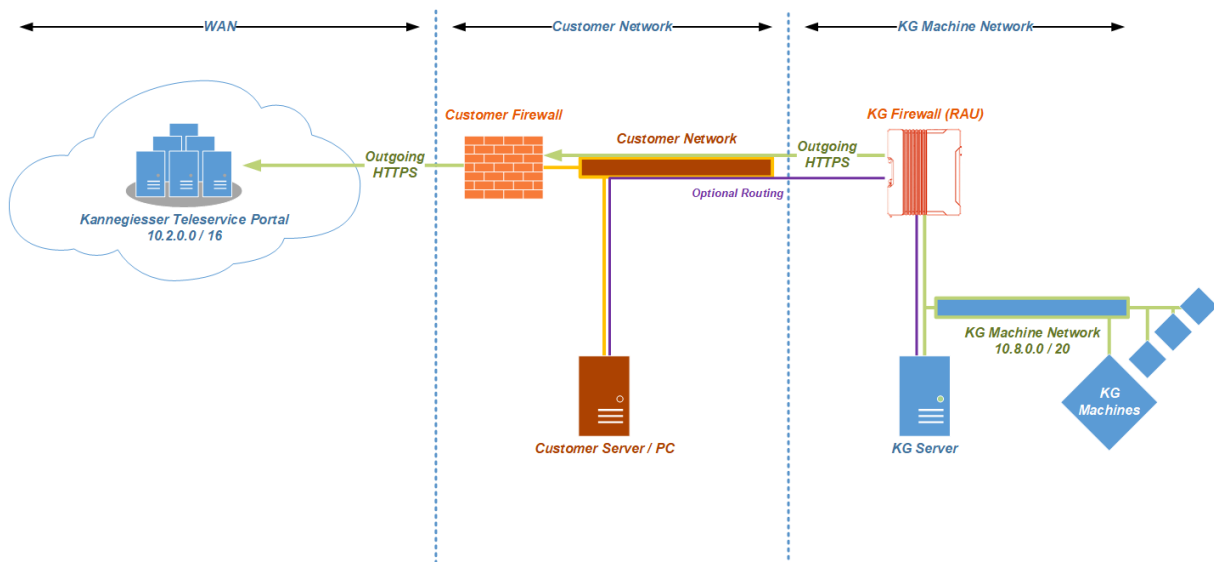 WAN
Customer Network
KG Machine Network
Customer Firewall
KG Firewall (RAU)
Customer Network
Outgoing
HTTPS
Outgoing
HTTPS
Optional Routing
Kannegiesser Teleservice Portal
10.2.0.0 / 16
KG Machine Network
10.8.0.0 / 20
KG
Machines
Customer Server / PC
KG Server